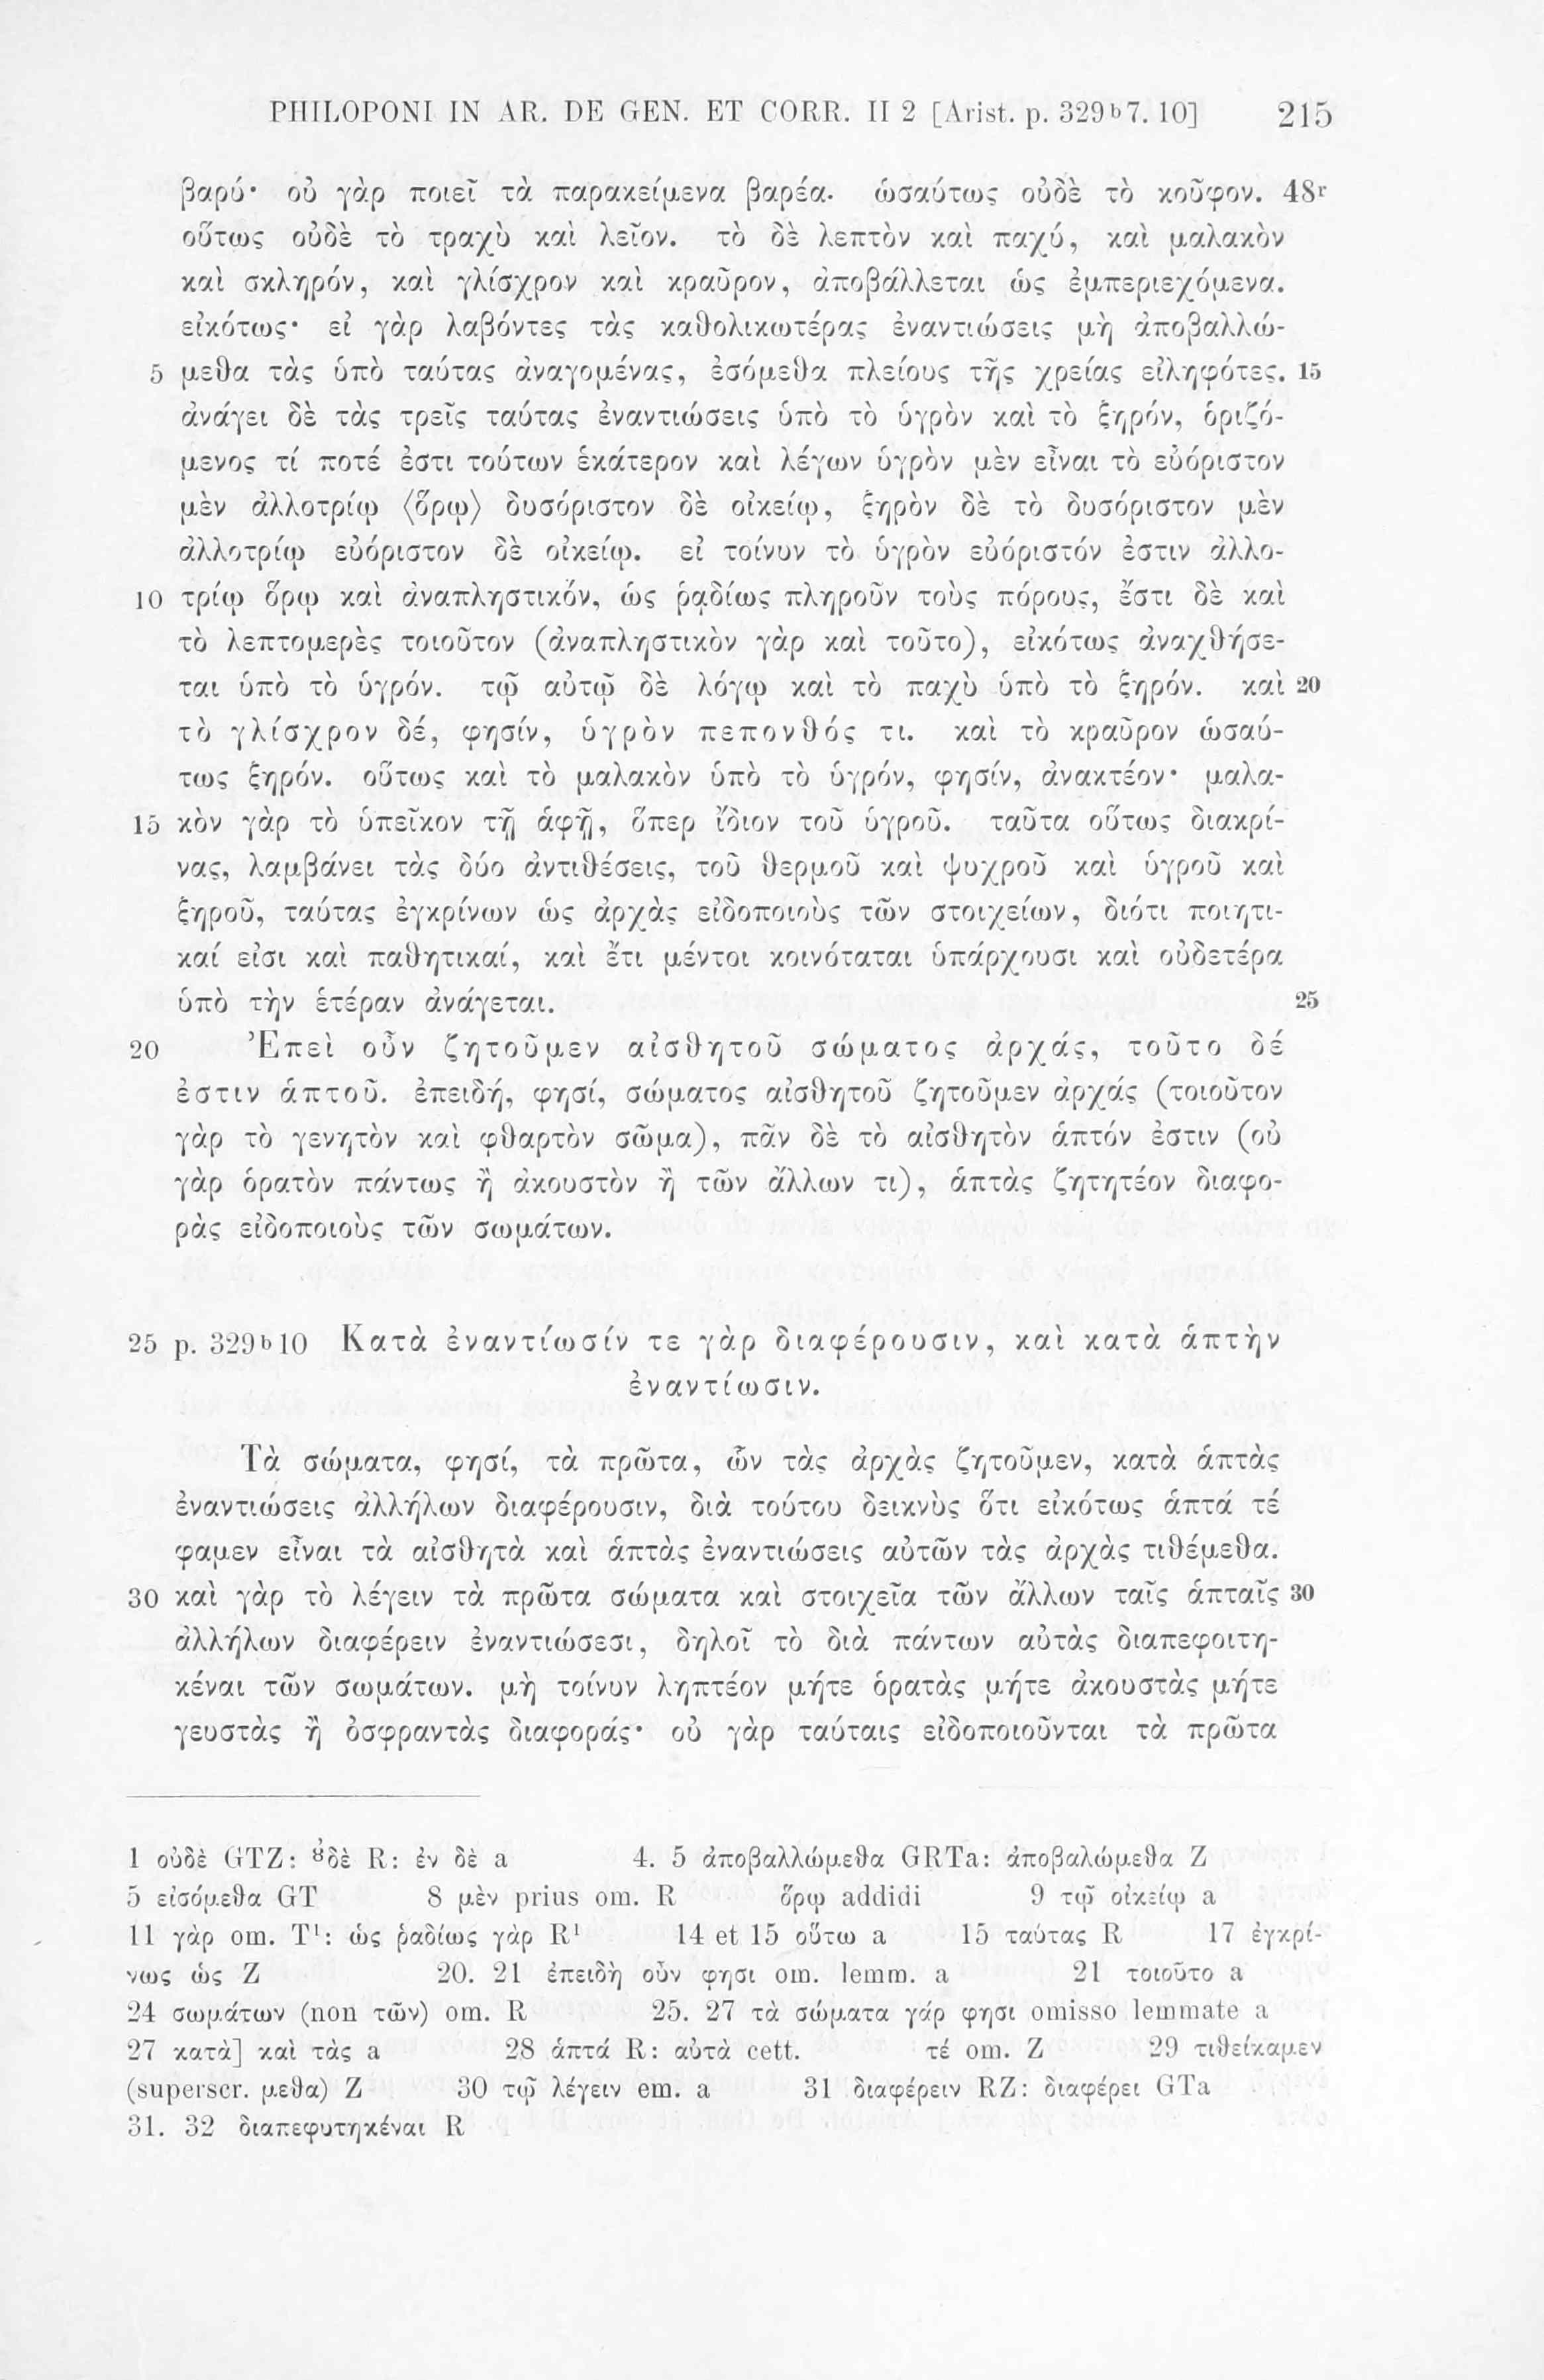 PHILOPONI IN AR. DE GEN. ET CORR. II 2 [Arist. p. 329b7. 10] 215
βαρύ· οὐ γὰρ ποιεῖ τὰ παρακείμενα βαρέα. ὡσαύτως οὐδὲ τὸ κοῦφον. 48r
οὕτως οὐδὲ τὸ τραχὺ καὶ λεῖον. τὸ δὲ λεπτὸν καὶ παχύ, καὶ μαλακὸν
καὶ σκληρόν, καὶ γλίσχρον καὶ κραῦρον, ἀποβάλλεται ὡς ἐμπεριεχόμενα.
εἰκότως· εἰ γὰρ λαβόντες τὰς καθολικωτέρας ἐναντιώσεις μὴ ἀποβαλλώ-
5 μεθα τὰς ὑπὸ ταύτας ἀναγομένας, ἐσόμεθα πλείους τῆς χρείας εἰληφότες. 15
ἀνάγει δὲ τὰς τρεῖς ταύτας ἐναντιώσεις ὑπὸ τὸ ὑγρὸν καὶ τὸ ξηρόν, ὁριζό-
μενος τί ποτέ ἐστι τούτων ἑκάτερον καὶ λέγων ὑγρὸν μὲν εἶναι τὸ εὐόριστον
μὲν ἀλλοτρίῳ ⟨ὅρῳ⟩ δυσόριστον δὲ οἰκείῳ, ξηρὸν δὲ τὸ δυσόριστον μὲν
ἀλλοτρίῳ εὐόριστον δὲ οἰκείῳ. εἰ τοίνυν τὸ ὑγρὸν εὐόριστόν ἐστιν ἀλλο-
10 τρίῳ ὅρῳ καὶ ἀναπληστικόν, ὡς ῥᾳδίως πληροῦν τοὺς πόρους, ἔστι δὲ καὶ
τὸ λεπτομερὲς τοιοῦτον (ἀναπληστικὸν γὰρ καὶ τοῦτο), εἰκότως ἀναχθήσε-
ται ὑπὸ τὸ ὑγρόν. τῷ αὐτῷ δὲ λόγῳ καὶ τὸ παχὺ ὑπὸ τὸ ξηρόν. καὶ 20
τὸ γλίσχρον δέ, φησίν, ὑγρὸν πεπονθός τι. καὶ τὸ κραῦρον ὡσαύ-
τως ξηρόν. οὕτως καὶ τὸ μαλακὸν ὑπὸ τὸ ὑγρόν, φησίν, ἀνακτέον· μαλα-
15 κὸν γὰρ τὸ ὑπεῖκον τῇ ἁφῇ, ὅπερ ἴδιον τοῦ ὑγροῦ. ταῦτα οὕτως διακρί-
νας, λαμβάνει τὰς δύο ἀντιθέσεις, τοῦ θερμοῦ καὶ ψυχροῦ καὶ ὑγροῦ καὶ
ξηροῦ, ταύτας ἐγκρίνων ὡς ἀρχὰς εἰδοποιοὺς τῶν στοιχείων, διότι ποιητι-
καί εἰσι καὶ παθητικαί, καὶ ἔτι μέντοι κοινόταται ὑπάρχουσι καὶ οὐδετέρα
ὑπὸ τὴν ἑτέραν ἀνάγεται. 25
20 Ἐπεὶ οὖν ζητοῦμεν αἰσθητοῦ σώματος ἀρχάς, τοῦτο δέ
ἐστιν ἁπτοῦ. ἐπειδή, φησί, σώματος αἰσθητοῦ ζητοῦμεν ἀρχάς (τοιοῦτον
γὰρ τὸ γενητὸν καὶ φθαρτὸν σῶμα), πᾶν δὲ τὸ αἰσθητὸν ἁπτόν ἐστιν (οὐ
γὰρ ὁρατὸν πάντως ἢ ἀκουστὸν ἢ τῶν ἄλλων τι), ἁπτὰς ζητητέον διαφο-
ρὰς εἰδοποιοὺς τῶν σωμάτων.
25 p. 329b10 Κατὰ ἐναντίωσίν τε γὰρ διαφέρουσιν, καὶ κατὰ ἁπτὴν
ἐναντίωσιν.
Τὰ σώματα, φησί, τὰ πρῶτα, ὧν τὰς ἀρχὰς ζητοῦμεν, κατὰ ἁπτὰς
ἐναντιώσεις ἀλλήλων διαφέρουσιν, διὰ τούτου δεικνὺς ὅτι εἰκότως ἁπτά τέ
φαμεν εἶναι τὰ αἰσθητὰ καὶ ἁπτὰς ἐναντιώσεις αὐτῶν τὰς ἀρχὰς τιθέμεθα.
30 καὶ γὰρ τὸ λέγειν τὰ πρῶτα σώματα καὶ στοιχεῖα τῶν ἄλλων ταῖς ἁπταῖς 30
ἀλλήλων διαφέρειν ἐναντιώσεσι, δηλοῖ τὸ διὰ πάντων αὐτὰς διαπεφοιτη-
κέναι τῶν σωμάτων. μὴ τοίνυν ληπτέον μήτε ὁρατὰς μήτε ἀκουστὰς μήτε
γευστὰς ἢ ὀσφραντὰς διαφοράς· οὐ γὰρ ταύταις εἰδοποιοῦνται τὰ πρῶτα
1 οὐδὲ GTZ: ȣ̓δὲ R: ἐν δὲ a 4. 5 ἀποβαλλώμεθα GRTa: ἀποβαλώμεθα Z
5 εἰσόμεθα GT 8 μὲν prius om. R ὅρῳ addidi 9 τῷ οἰκείῳ a
11 γὰρ om. T1: ὡς ῥαδίως γὰρ R1 14 et 15 οὕτω a 15 ταύτας R 17 ἐγκρί-
νως ὡς Z 20. 21 ἐπειδὴ οὖν φησι om. lemm. a 21 τοιοῦτο a
24 σωμάτων (non τῶν) om. R 25. 27 τὰ σώματα γάρ φησι omisso lemmate a
27 κατὰ] καὶ τὰς a 28 ἁπτά R: αὐτὰ cett. τέ om. Z 29 τιθείκαμεν
(superscr. μεθα) Z 30 τῷ λέγειν em. a 31 διαφέρειν RZ: διαφέρει GTa
31. 32 διαπεφυτηκέναι R